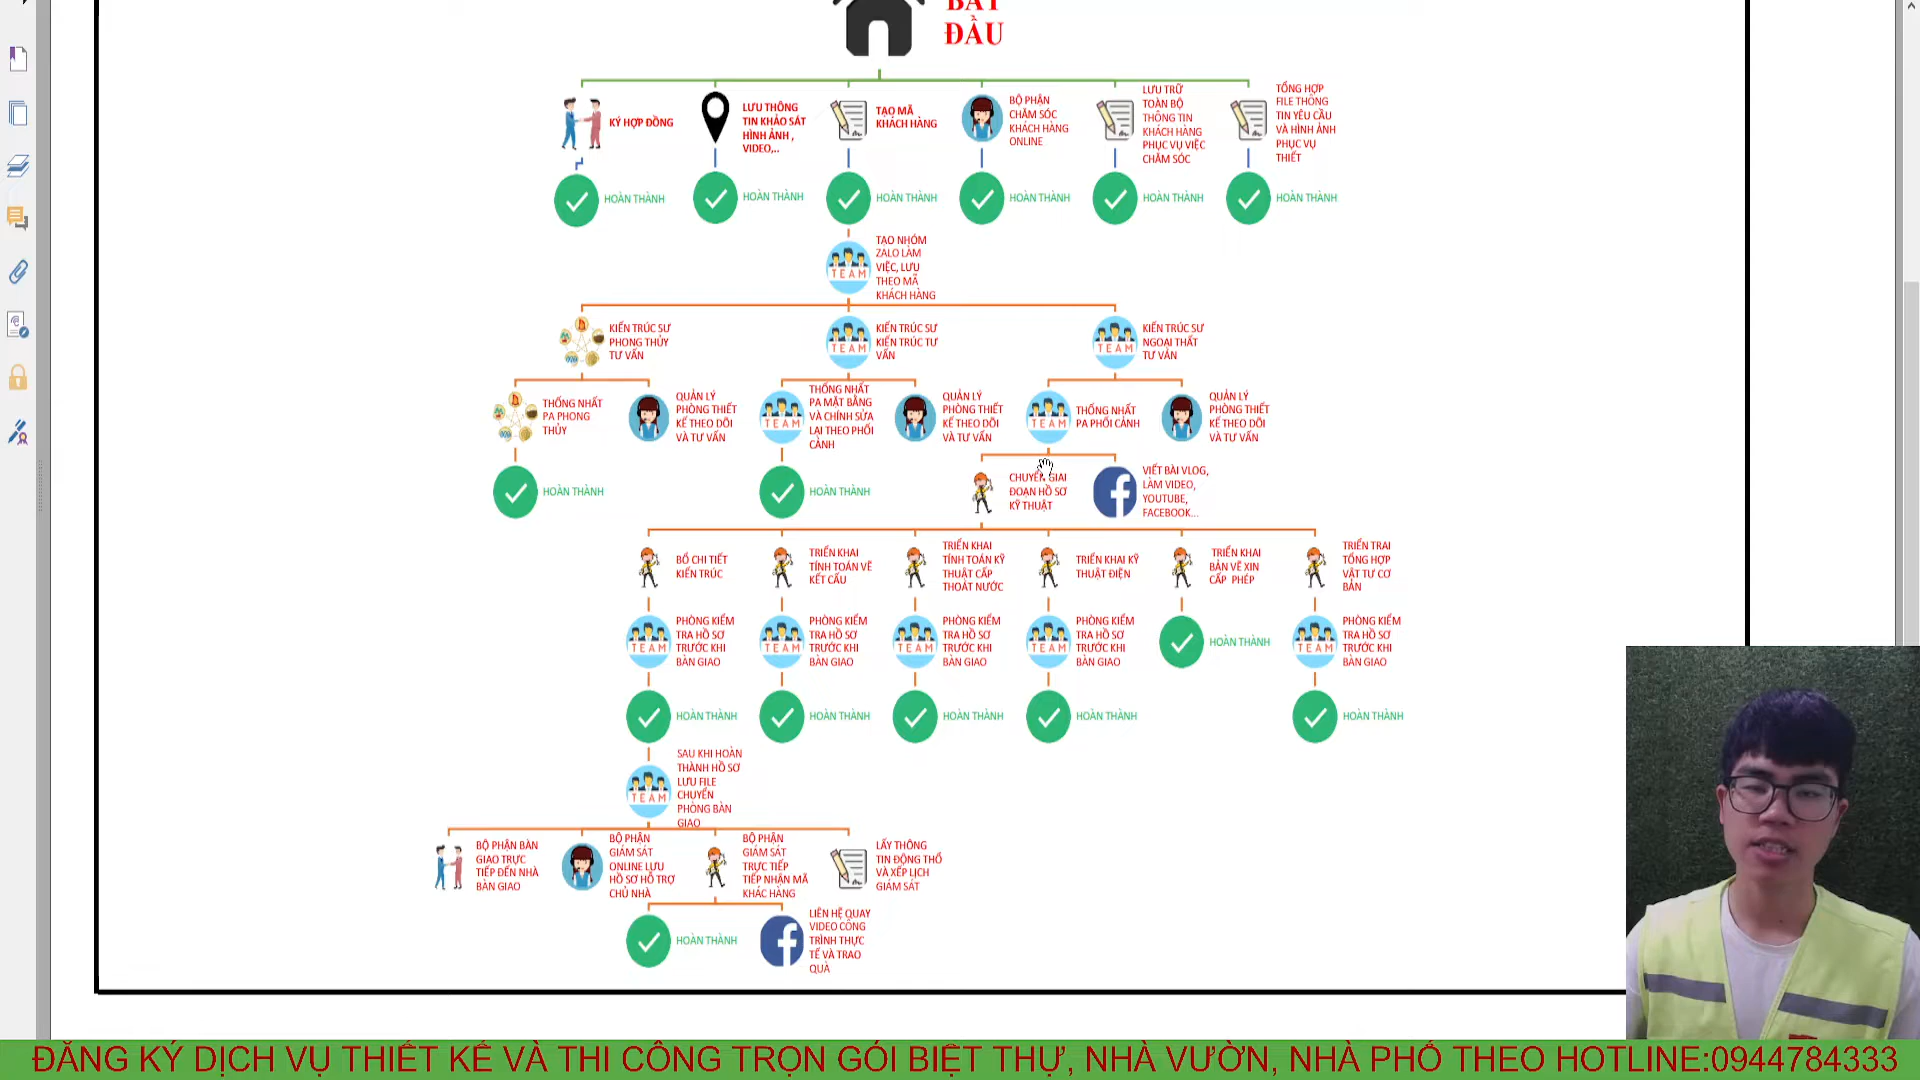 BẮT
ĐẦU
KÝ HỢP ĐỒNG
LƯU THÔNG
TIN KHẢO SÁT
HÌNH ẢNH ,
VIDEO,..
TẠO MÃ
KHÁCH HÀNG
BỘ PHẬN
CHĂM SÓC
KHÁCH HÀNG
ONLINE
LƯU TRỮ
TOÀN BỘ
THÔNG TIN
KHÁCH HÀNG
PHỤC VỤ VIỆC
CHĂM SÓC
TỔNG HỢP
FILE THÔNG
TIN YÊU CẦU
VÀ HÌNH ẢNH
PHỤC VỤ
THIẾT
HOÀN THÀNH
HOÀN THÀNH
HOÀN THÀNH
HOÀN THÀNH
HOÀN THÀNH
HOÀN THÀNH
TEAM
TẠO NHÓM
ZALO LÀM
VIỆC, LƯU
THEO MÃ
KHÁCH HÀNG
KIẾN TRÚC SƯ
PHONG THỦY
TƯ VẤN
TEAM
KIẾN TRÚC SƯ
KIẾN TRÚC TƯ
VẤN
TEAM
KIẾN TRÚC SƯ
NGOẠI THẤT
TƯ VẤN
THỐNG NHẤT
PA PHONG
THỦY
QUẢN LÝ
PHÒNG THIẾT
KẾ THEO DÕI
VÀ TƯ VẤN
TEAM
THỐNG NHẤT
PA MẶT BẰNG
VÀ CHỈNH SỬA
LẠI THEO PHỐI
CẢNH
QUẢN LÝ
PHÒNG THIẾT
KẾ THEO DÕI
VÀ TƯ VẤN
TEAM
THỐNG NHẤT
PA PHỐI CẢNH
QUẢN LÝ
PHÒNG THIẾT
KẾ THEO DÕI
VÀ TƯ VẤN
HOÀN THÀNH
HOÀN THÀNH
CHUYỂN GIAI
ĐOẠN HỒ SƠ
KỸ THUẬT
VIẾT BÀI VLOG,
LÀM VIDEO,
YOUTUBE,
FACEBOOK...
BỔ CHI TIẾT
KIẾN TRÚC
TRIỂN KHAI
TÍNH TOÁN VẼ
KẾT CẤU
TRIỂN KHAI
TÍNH TOÁN KỸ
THUẬT CẤP
THOÁT NƯỚC
TRIỂN KHAI KỸ
THUẬT ĐIỆN
TRIỂN KHAI
BẢN VẼ XIN
CẤP PHÉP
TRIỂN TRAI
TỔNG HỢP
VẬT TƯ CƠ
BẢN
TEAM
PHÒNG KIỂM
TRA HỒ SƠ
TRƯỚC KHI
BÀN GIAO
TEAM
PHÒNG KIỂM
TRA HỒ SƠ
TRƯỚC KHI
BÀN GIAO
TEAM
PHÒNG KIỂM
TRA HỒ SƠ
TRƯỚC KHI
BÀN GIAO
TEAM
PHÒNG KIỂM
TRA HỒ SƠ
TRƯỚC KHI
BÀN GIAO
HOÀN THÀNH
TEAM
PHÒNG KIỂM
TRA HỒ SƠ
TRƯỚC KHI
BÀN GIAO
HOÀN THÀNH
HOÀN THÀNH
HOÀN THÀNH
HOÀN THÀNH
HOÀN THÀNH
TEAM
SAU KHI HOÀN
THÀNH HỒ SƠ
LƯU FILE
CHUYỂN
PHÒNG BÀN
GIAO
BỘ PHẬN BÀN
GIAO TRỰC
TIẾP ĐẾN NHÀ
BÀN GIAO
BỘ PHẬN
GIÁM SÁT
ONLINE LƯU
HỒ SƠ HỖ TRỢ
CHỦ NHÀ
BỘ PHẬN
GIÁM SÁT
TRỰC TIẾP
TIẾP NHẬN MÃ
KHÁC HÀNG
LẤY THÔNG
TIN ĐỘNG THỔ
VÀ XẾP LỊCH
GIÁM SÁT
HOÀN THÀNH
LIÊN HỆ QUAY
VIDEO CÔNG
TRÌNH THỰC
TẾ VÀ TRAO
QUÀ
ĐĂNG KÝ DỊCH VỤ THIẾT KẾ VÀ THI CÔNG TRỌN GÓI BIỆT THỰ, NHÀ VƯỜN, NHÀ PHỐ THEO HOTLINE:0944784333